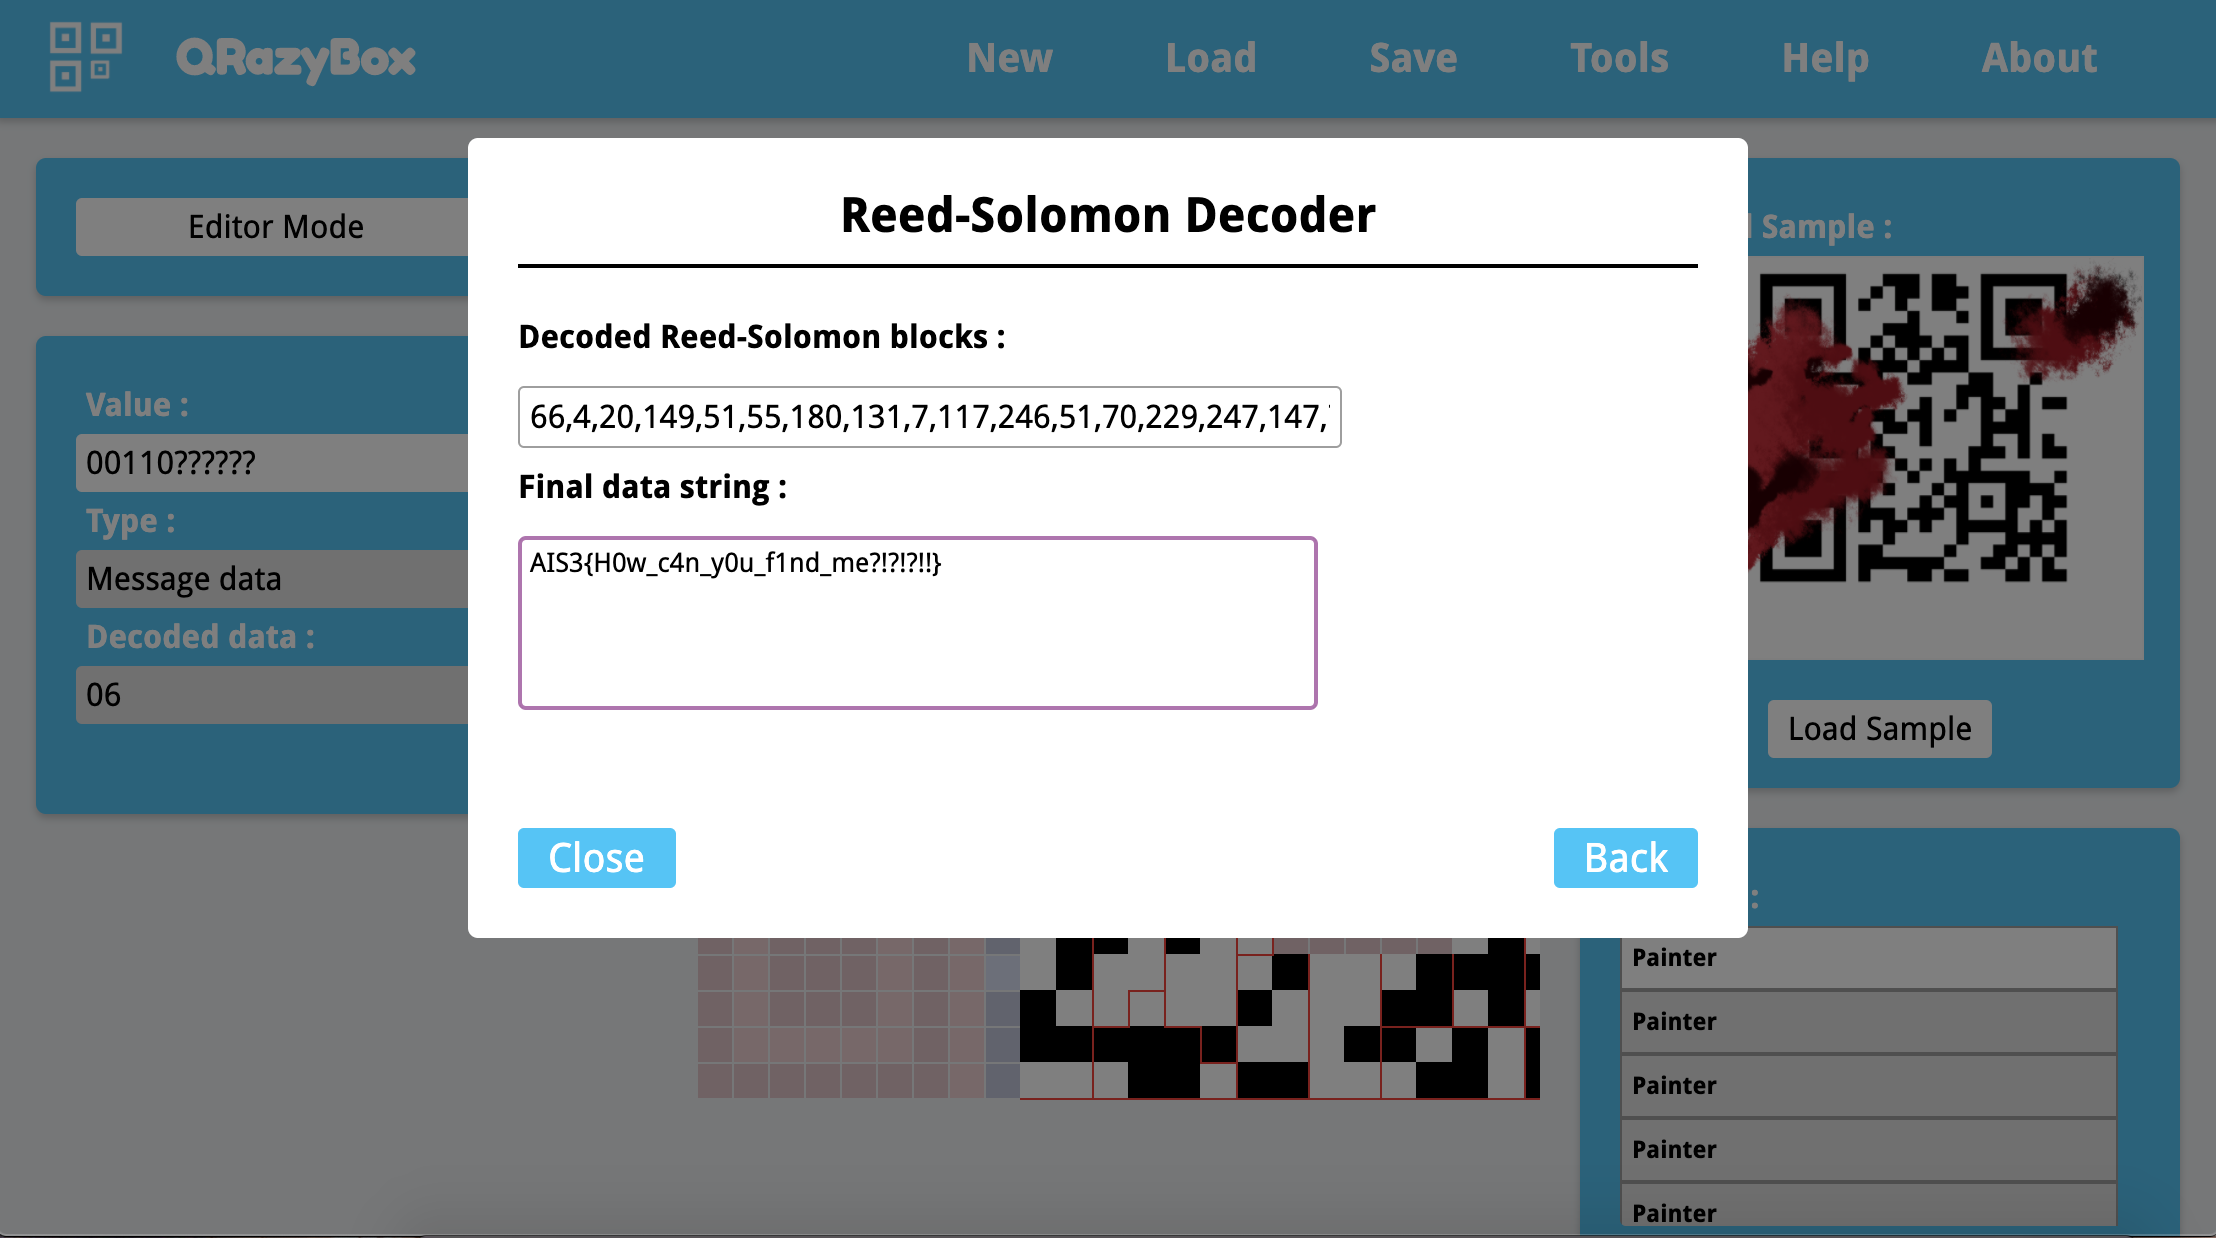 QRazyBox
New
Load
Save
Tools
Help
About
Editor Mode
Value :
00110??????
Type :
Message data
Decoded data :
06
Reed-Solomon Decoder
Decoded Reed-Solomon blocks :
66,4,20,149,51,55,180,131,7,117,246,51,70,229,247,147,
Final data string :
AIS3{H0w_c4n_y0u_f1nd_me?!?!?!!}
Close
Back
Sample :
Load Sample
:
Painter
Painter
Painter
Painter
Painter